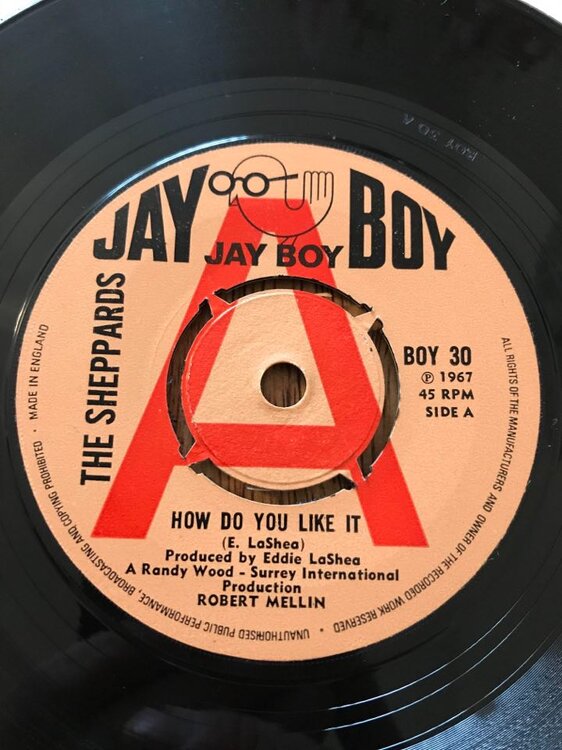 JAY BOY
JAY BOY
THE SHEPPARDS
BOY 30
℗ 1967
45 RPM
SIDE A
A
HOW DO YOU LIKE IT
(E. LaShea)
Produced by Eddie LaShea
A Randy Wood - Surrey International
Production
ROBERT MELLIN
ALL RIGHTS OF THE MANUFACTURERS AND OWNER OF THE RECORDED WORK RESERVED · UNAUTHORISED PUBLIC PERFORMANCE, BROADCASTING AND COPYING PROHIBITED · MADE IN ENGLAND
BOY 30 A